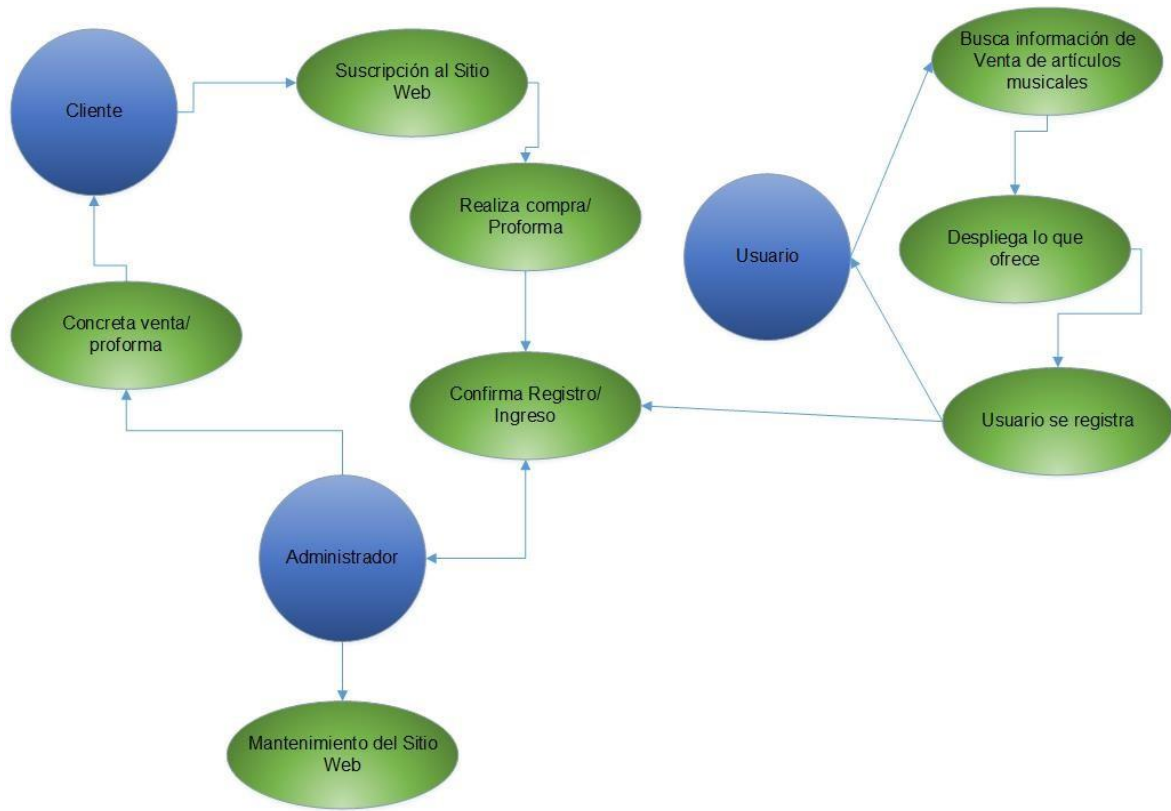 Cliente
Suscripción al Sitio
Web
Realiza compra/
Proforma
Concreta venta/
proforma
Confirma Registro/
Ingreso
Administrador
Mantenimiento del Sitio
Web
Usuario
Busca información de
Venta de artículos
musicales
Despliega lo que
ofrece
Usuario se registra